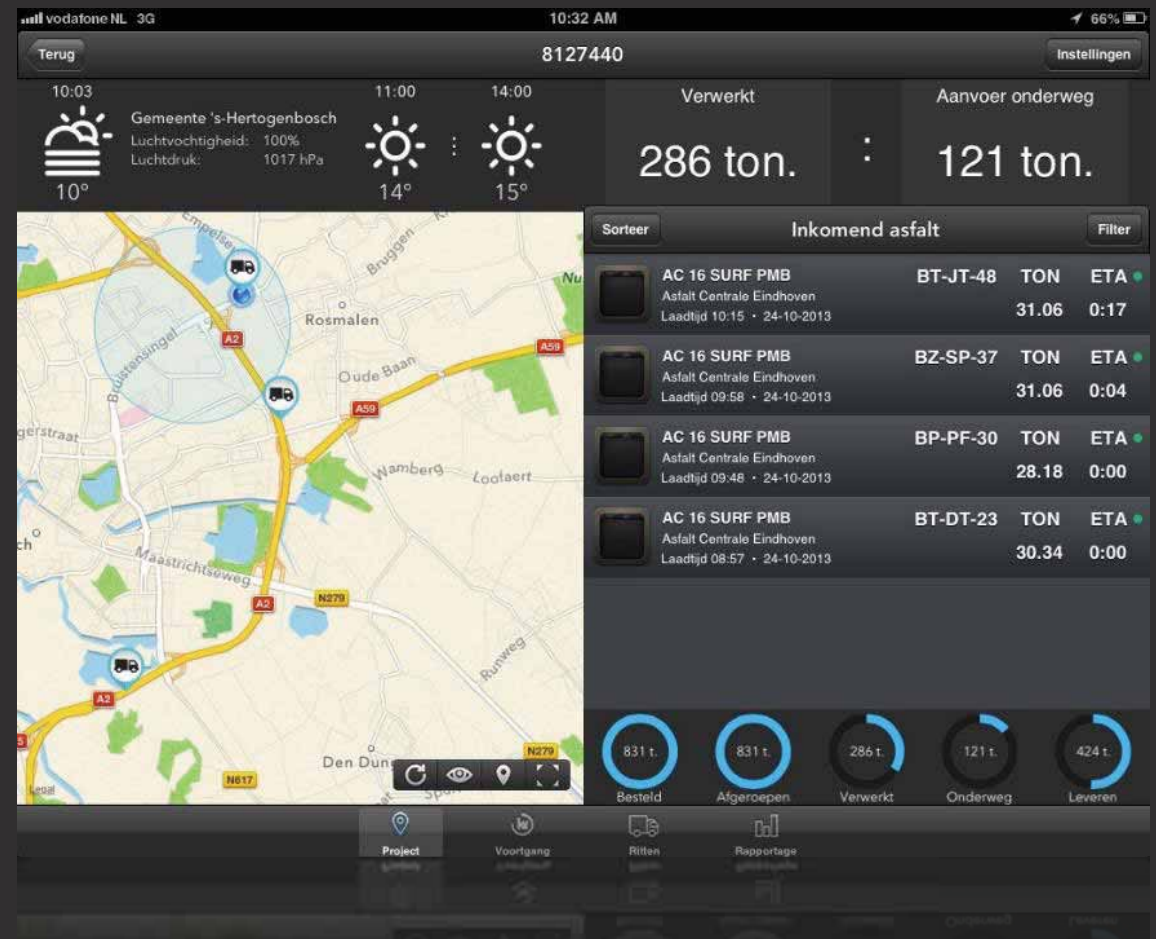 vodafone NL 3G
10:32 AM
66%
Terug
8127440
Instellingen
10:03
10°
Gemeente 's-Hertogenbosch
Luchtvochtigheid: 100%
Luchtdruk: 1017 hPa
11:00
14°
:
14:00
15°
Verwerkt
286 ton.
:
Aanvoer onderweg
121 ton.
Bruggen
Rosmalen
A2
Bruistensingel
A59
Oude Baan
A59
Wamberg
Loofaert
Maastrichtseweg
A2
N279
Runweg
A2
Den Dun
N279
N617
Legal
Sorteer
Inkomend asfalt
Filter
AC 16 SURF PMB
BT-JT-48 TON ETA
Asfalt Centrale Eindhoven
Laadtijd 10:15 • 24-10-2013
31.06 0:17
AC 16 SURF PMB
BZ-SP-37 TON ETA
Asfalt Centrale Eindhoven
Laadtijd 09:58 • 24-10-2013
31.06 0:04
AC 16 SURF PMB
BP-PF-30 TON ETA
Asfalt Centrale Eindhoven
Laadtijd 09:48 • 24-10-2013
28.18 0:00
AC 16 SURF PMB
BT-DT-23 TON ETA
Asfalt Centrale Eindhoven
Laadtijd 08:57 • 24-10-2013
30.34 0:00
831 t.
Besteld
831 t.
Afgeroepen
286 t.
Verwerkt
121 t.
Onderweg
424 t.
Leveren
Project
Voortgang
Ritten
Rapportage